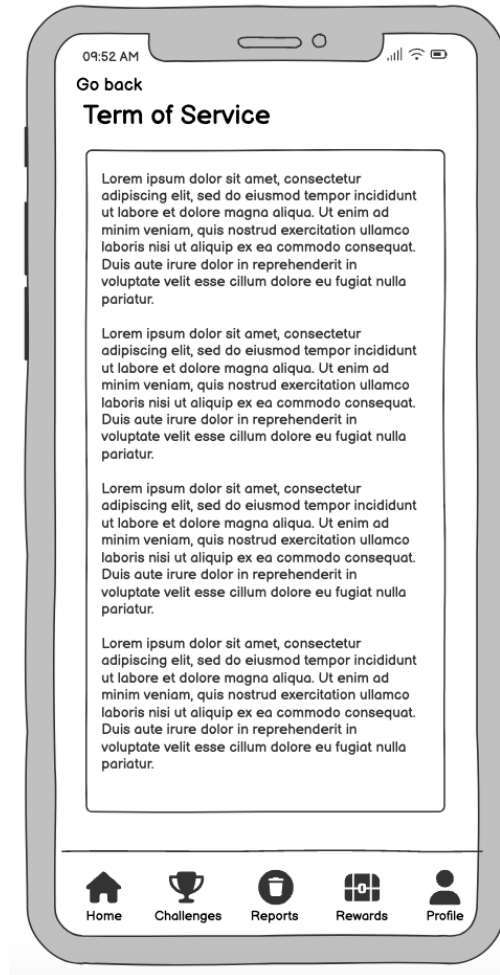 09:52 AM
Go back
Term of Service
Lorem ipsum dolor sit amet, consectetur
adipiscing elit, sed do eiusmod tempor incididunt
ut labore et dolore magna aliqua. Ut enim ad
minim veniam, quis nostrud exercitation ullamco
laboris nisi ut aliquip ex ea commodo consequat.
Duis aute irure dolor in reprehenderit in
voluptate velit esse cillum dolore eu fugiat nulla
pariatur.
Lorem ipsum dolor sit amet, consectetur
adipiscing elit, sed do eiusmod tempor incididunt
ut labore et dolore magna aliqua. Ut enim ad
minim veniam, quis nostrud exercitation ullamco
laboris nisi ut aliquip ex ea commodo consequat.
Duis aute irure dolor in reprehenderit in
voluptate velit esse cillum dolore eu fugiat nulla
pariatur.
Lorem ipsum dolor sit amet, consectetur
adipiscing elit, sed do eiusmod tempor incididunt
ut labore et dolore magna aliqua. Ut enim ad
minim veniam, quis nostrud exercitation ullamco
laboris nisi ut aliquip ex ea commodo consequat.
Duis aute irure dolor in reprehenderit in
voluptate velit esse cillum dolore eu fugiat nulla
pariatur.
Lorem ipsum dolor sit amet, consectetur
adipiscing elit, sed do eiusmod tempor incididunt
ut labore et dolore magna aliqua. Ut enim ad
minim veniam, quis nostrud exercitation ullamco
laboris nisi ut aliquip ex ea commodo consequat.
Duis aute irure dolor in reprehenderit in
voluptate velit esse cillum dolore eu fugiat nulla
pariatur.
Home Challenges Reports Rewards Profile